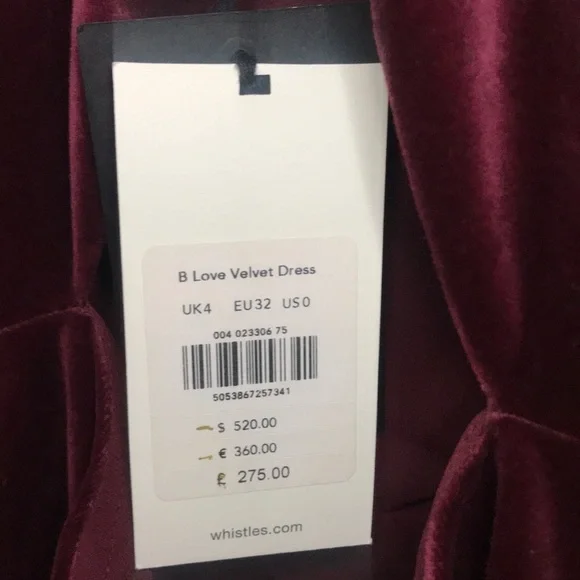 B Love Velvet Dress
UK4 EU32 US0
004 023306 75
5053867257341
$ 520.00
€ 360.00
£ 275.00
whistles.com